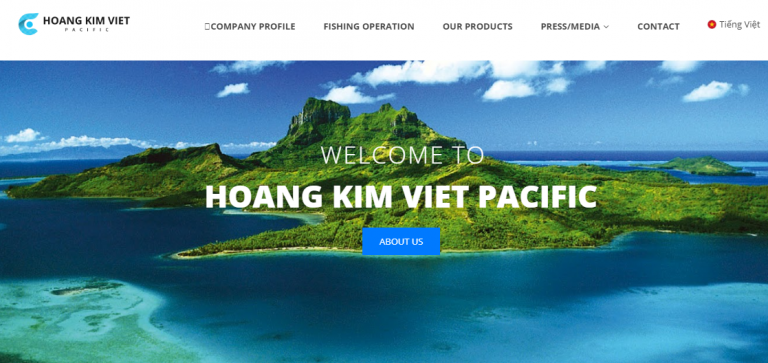 HOANG KIM VIET
PACIFIC
COMPANY PROFILE
FISHING OPERATION
OUR PRODUCTS
PRESS/MEDIA
CONTACT
Tiếng Việt
WELCOME TO
HOANG KIM VIET PACIFIC
ABOUT US